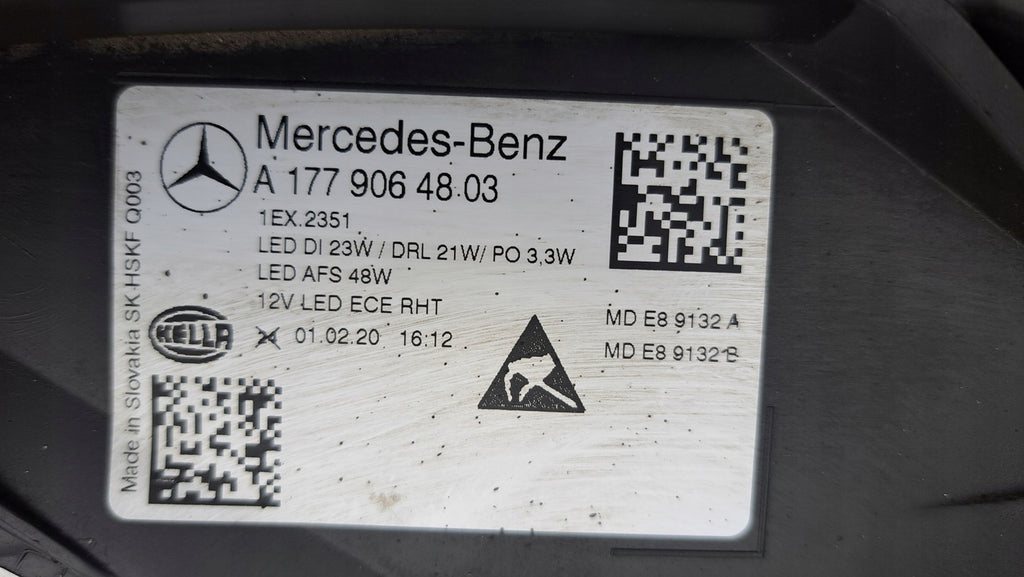 Mercedes-Benz
A 177 906 48 03
1EX.2351
LED DI 23W / DRL 21W/ PO 3,3W
LED AFS 48W
12V LED ECE RHT
HELLA
01.02.20 16:12
MD E8 9132 A
MD E8 9132 B
Made in Slovakia SK HSKF Q003